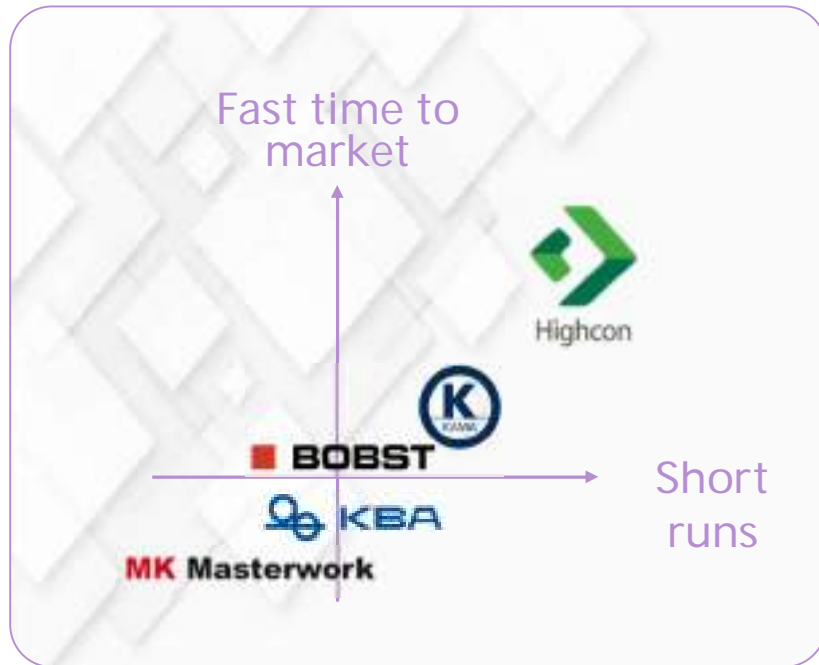 Fast time to
market
Highcon
K
KAMA
BOBST
Short
runs
KBA
MK Masterwork